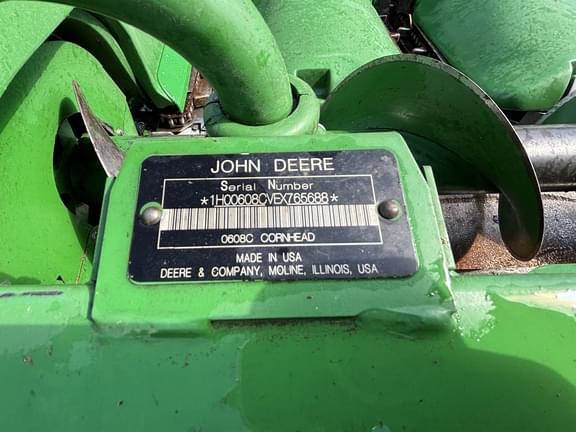 JOHN DEERE
Serial Number
*1H00608CVEX765688*
0608C CORNHEAD
MADE IN USA
DEERE & COMPANY, MOLINE, ILLINOIS, USA